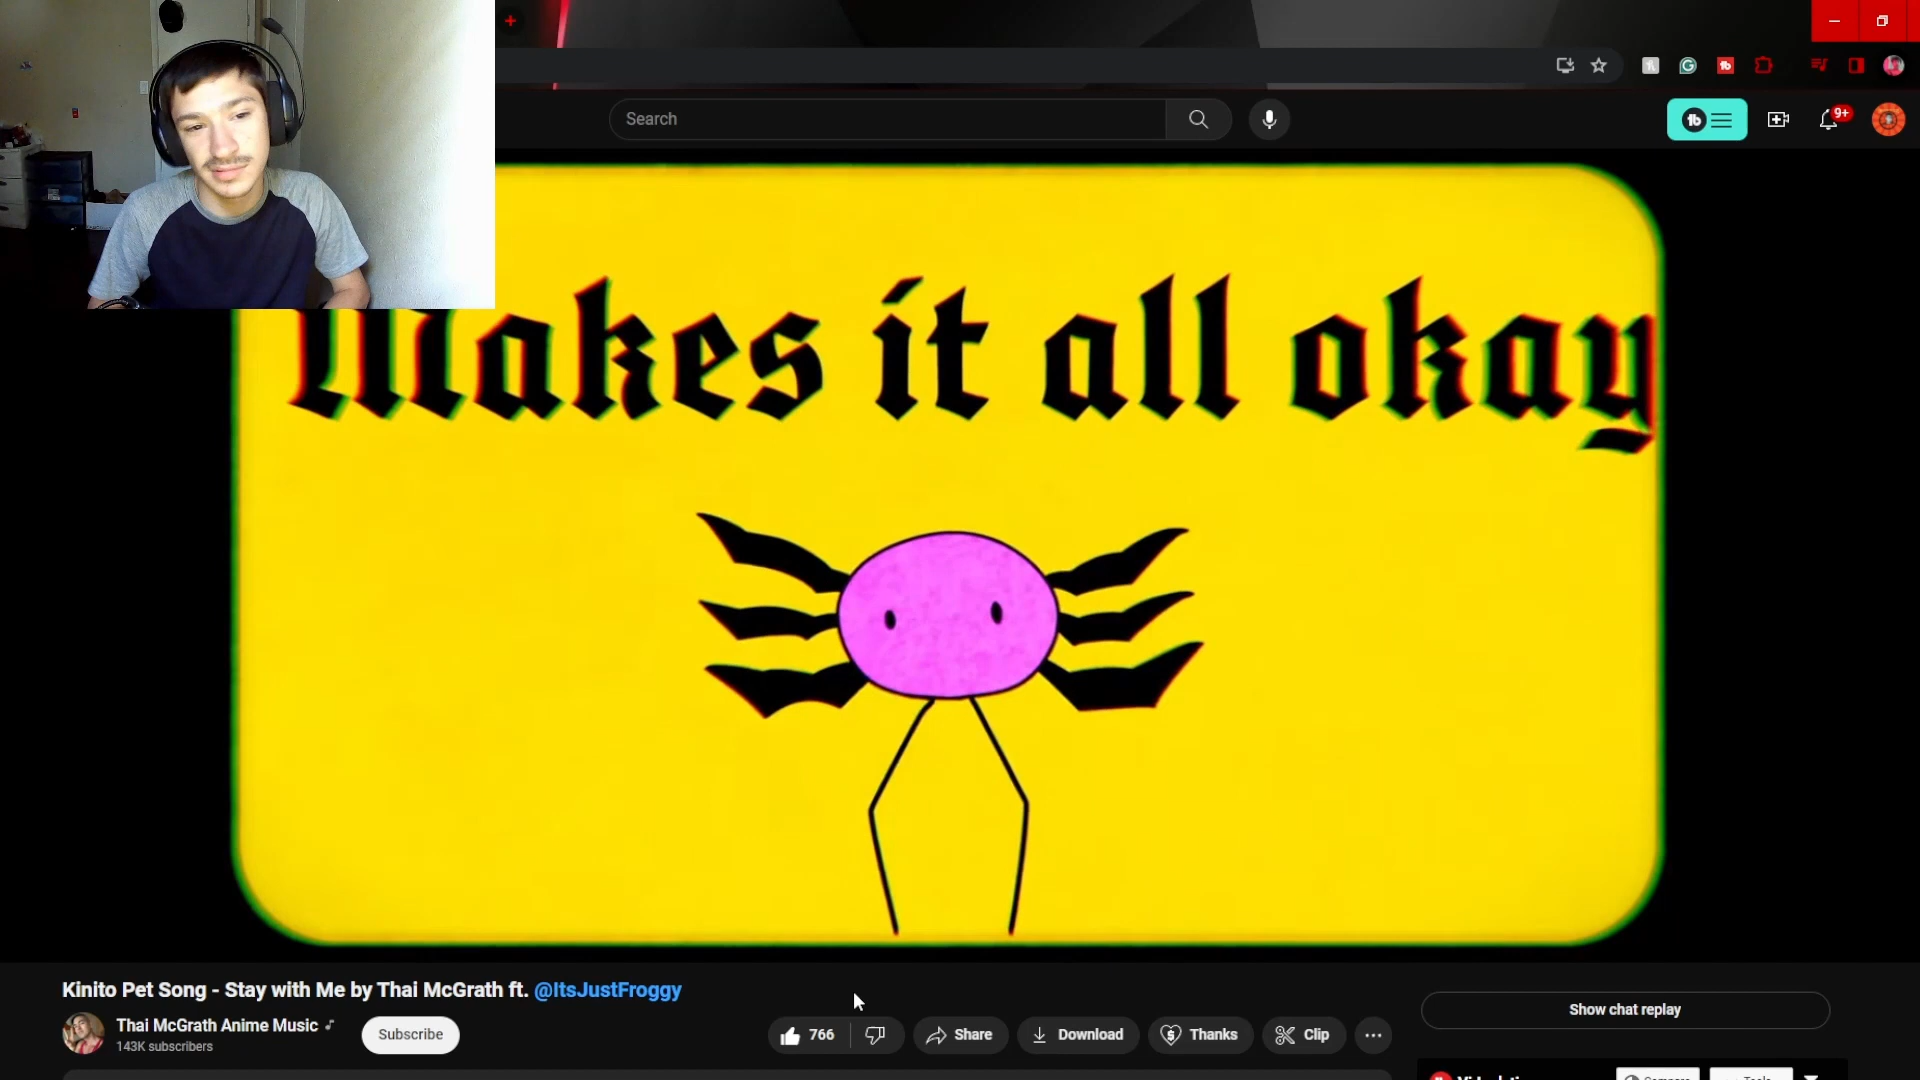 Search
9+
Makes it all okay
Kinito Pet Song - Stay with Me by Thai McGrath ft. @ItsJustFroggy
Thai McGrath Anime Music
143K subscribers
Subscribe
766
Share
Download
Thanks
Clip
Show chat replay